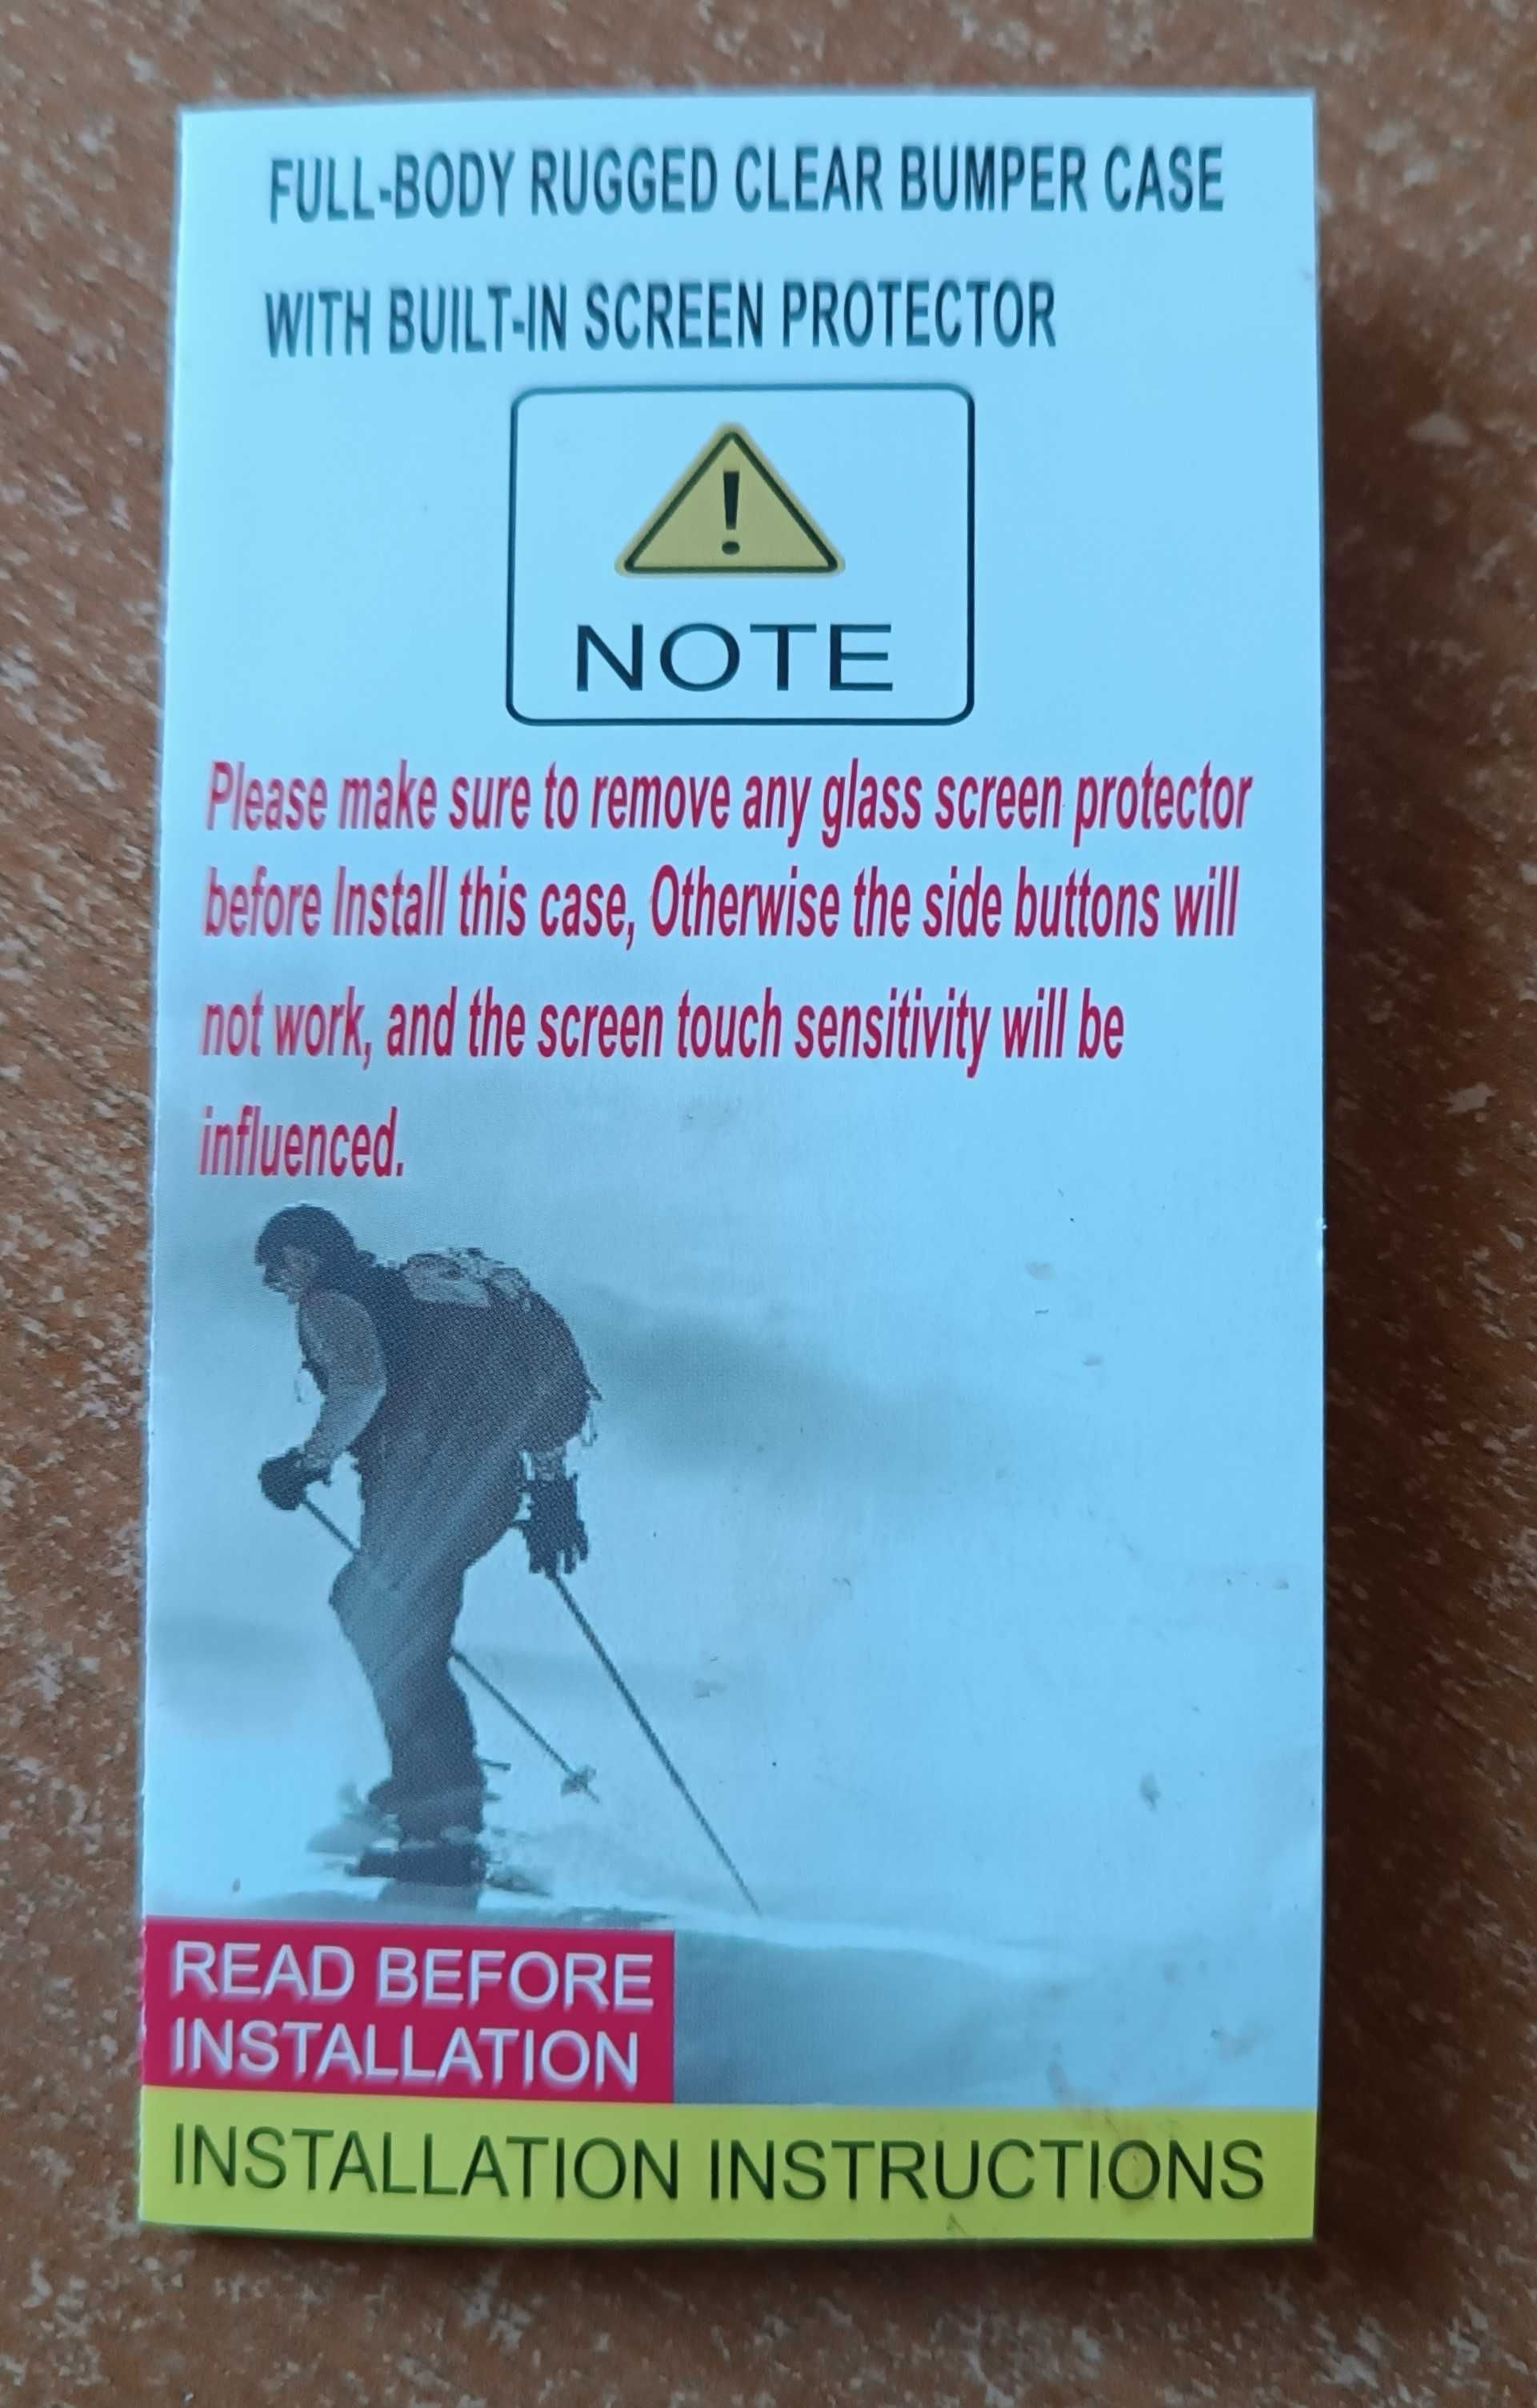 FULL-BODY RUGGED CLEAR BUMPER CASE
WITH BUILT-IN SCREEN PROTECTOR
!
NOTE
Please make sure to remove any glass screen protector
before Install this case, Otherwise the side buttons will
not work, and the screen touch sensitivity will be
influenced.
READ BEFORE
INSTALLATION
INSTALLATION INSTRUCTIONS